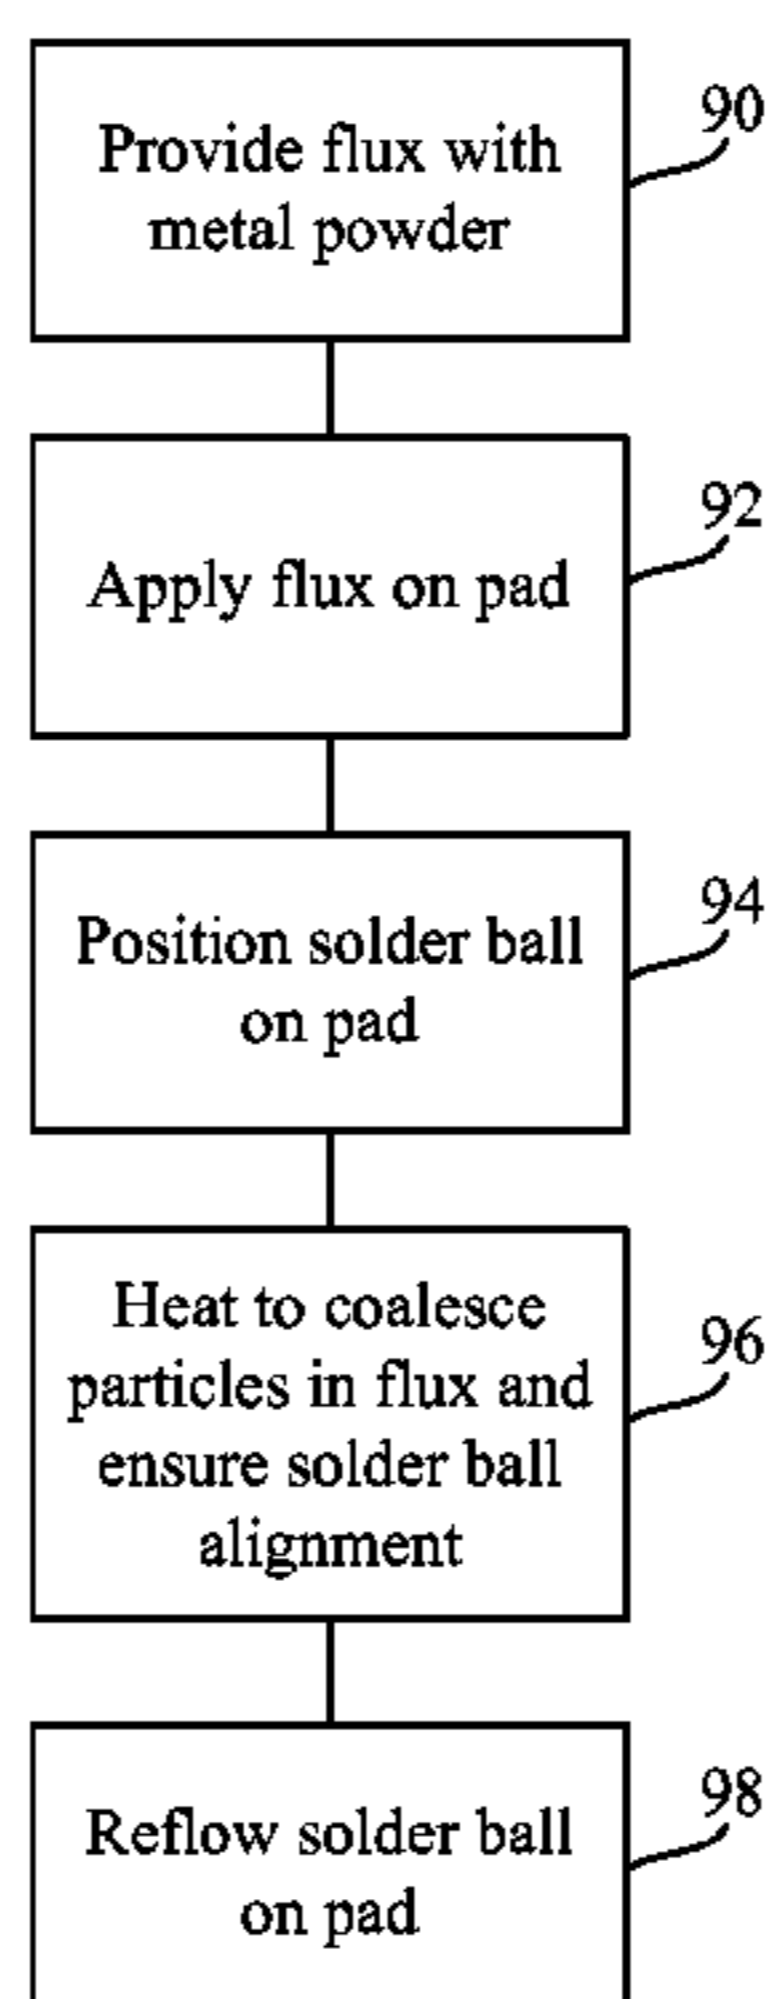 90
Provide flux with
metal powder
92
Apply flux on pad
94
Position solder ball
on pad
96
Heat to coalesce
particles in flux and
ensure solder ball
alignment
98
Reflow solder ball
on pad